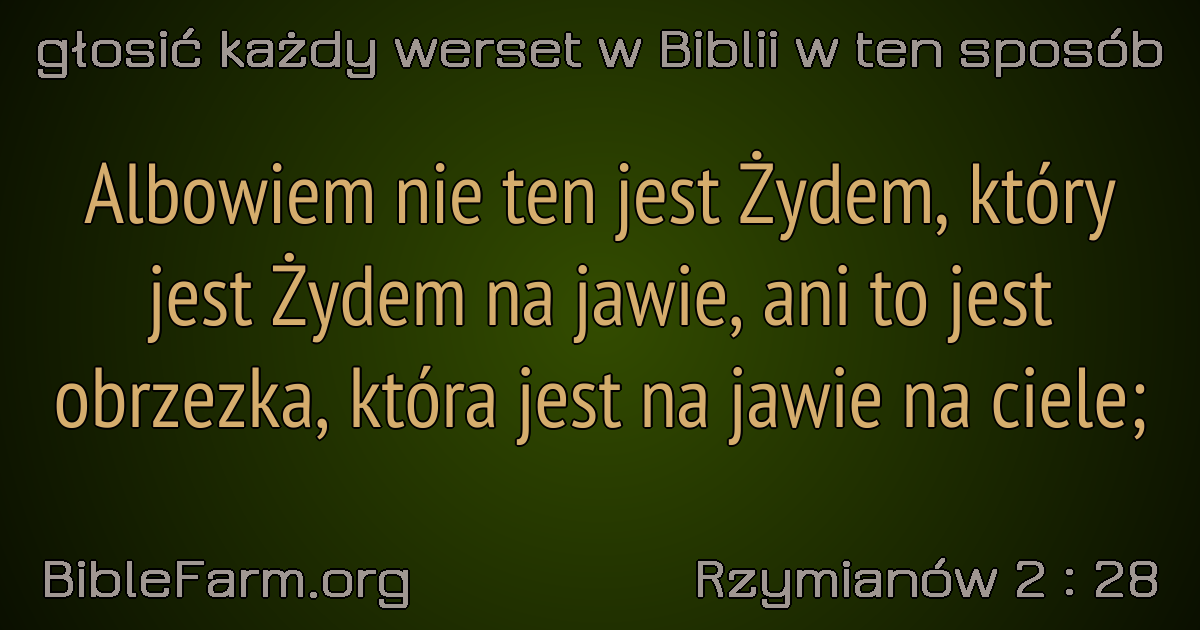 głosić każdy werset w Biblii w ten sposób
Albowiem nie ten jest Żydem, który
jest Żydem na jawie, ani to jest
obrzezka, która jest na jawie na ciele;
BibleFarm.org
Rzymianów 2 : 28